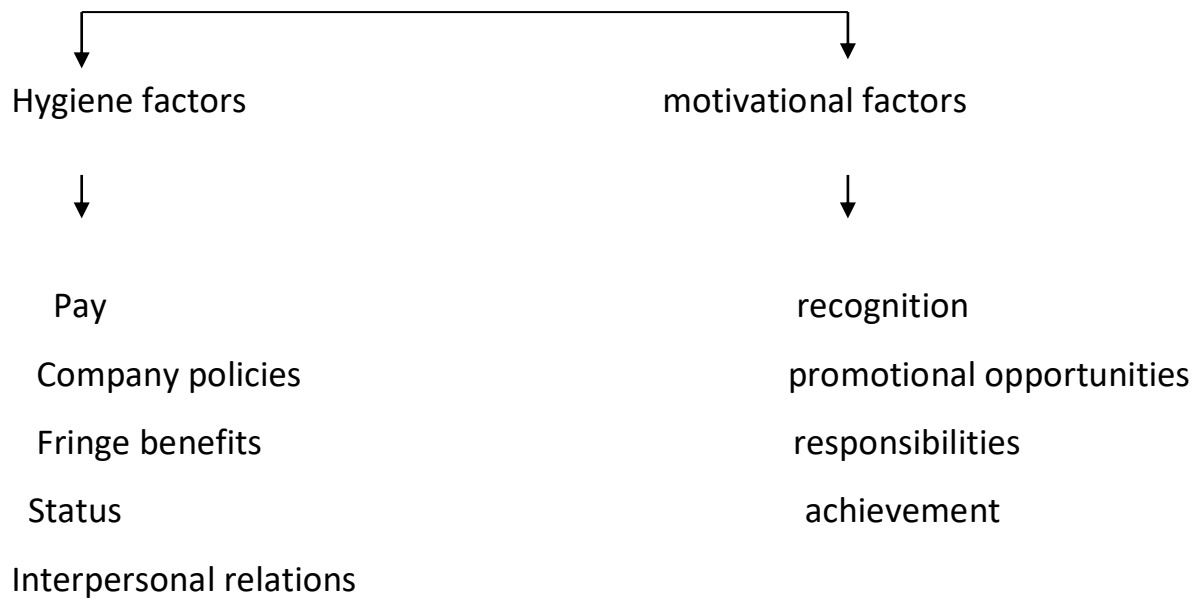 Hygiene factors motivational factors
Pay recognition
Company policies promotional opportunities
Fringe benefits responsibilities
Status achievement
Interpersonal relations